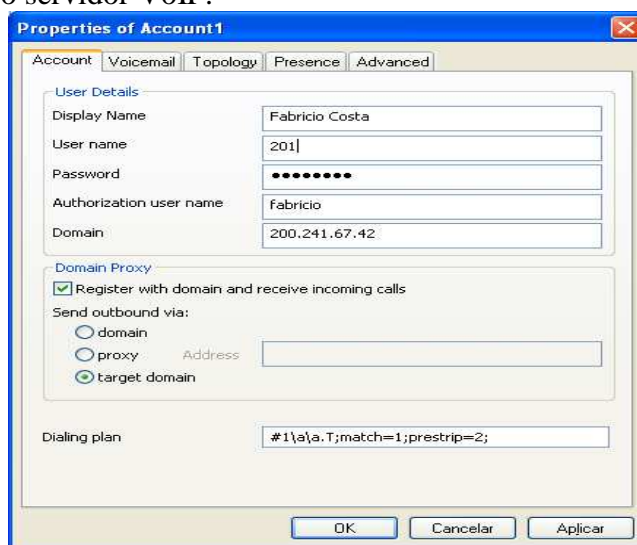 o servidor VoIP.
Properties of Account1
Account Voicemail Topology Presence Advanced
User Details
Display Name Fabricio Costa
User name 201
Password ●●●●●●●●
Authorization user name fabricio
Domain 200.241.67.42
Domain Proxy
Register with domain and receive incoming calls
Send outbound via:
domain
proxy Address
target domain
Dialing plan #1\a\a.T;match=1;prestrip=2;
OK Cancelar Aplicar